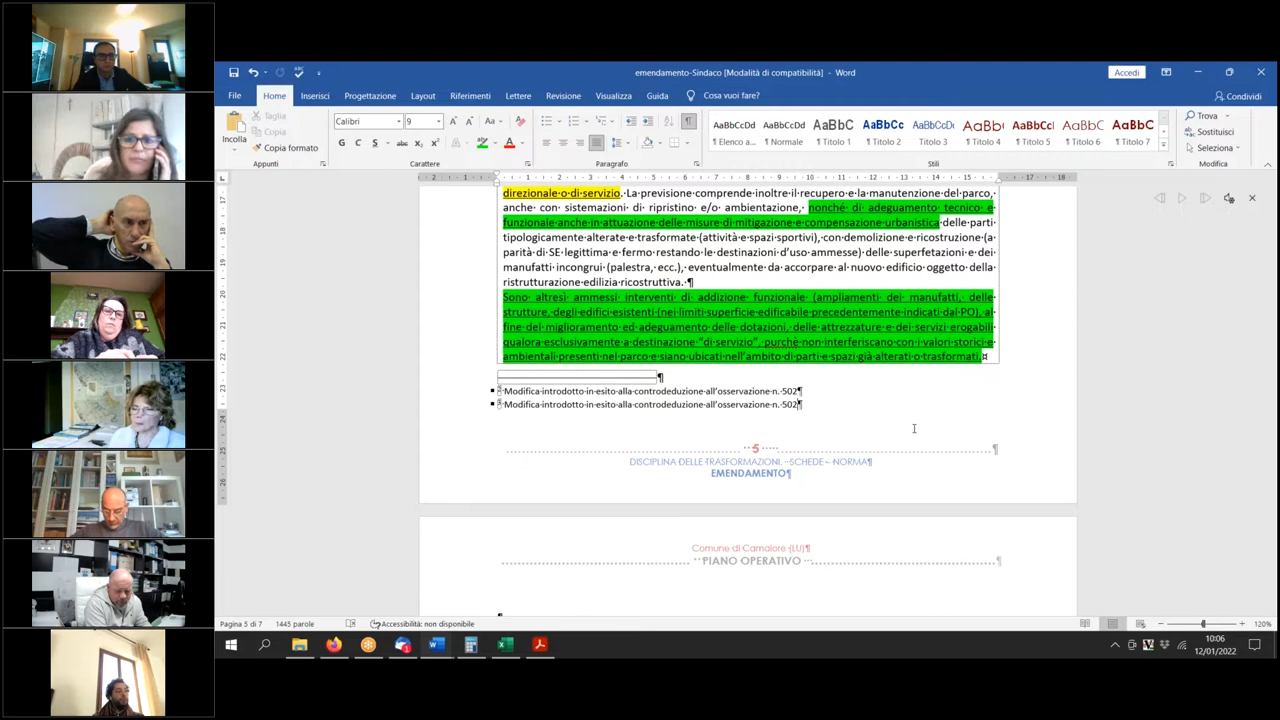 emendamento-Sindaco [Modalità di compatibilità] - Word
Accedi
File Home Inserisci Progettazione Layout Riferimenti Lettere Revisione Visualizza Guida Cosa vuoi fare? Condividi
Incolla
Taglia
Copia
Copia formato
Appunti
Calibri 9
G C S
Carattere
Paragrafo
AaBbCcDd AaBbCcDd AaBbC AaBbCc AaBbCcD AaBb( AaBbCc AaBbC AaBb(
¶ Elenco a... ¶ Normale ¶ Titolo 1 ¶ Titolo 2 ¶ Titolo 3 ¶ Titolo 4 ¶ Titolo 5 ¶ Titolo 6 ¶ Titolo 7
Stili
Trova
Sostituisci
Seleziona
Modifica
direzionale·o·di·servizio.·La·previsione·comprende·inoltre·il·recupero·e·la·manutenzione·del·parco,·
anche· con· sistemazioni· di· ripristino· e/o· ambientazione,· nonché· di· adeguamento· tecnico· e·
funzionale·anche·in·attuazione·delle·misure·di·mitigazione·e·compensazione·urbanistica·delle·parti·
tipologicamente·alterate·e·trasformate·(attività·e·spazi·sportivi),·con·demolizione·e·ricostruzione·(a·
parità·di·SE·legittima·e·fermo·restando·le·destinazioni·d'uso·ammesse)·delle·superfetazioni·e·dei·
manufatti·incongrui·(palestra,·ecc.),·eventualmente·da·accorpare·al·nuovo·edificio·oggetto·della·
ristrutturazione·edilizia·ricostruttiva.·¶
Sono· altresì· ammessi· interventi· di· addizione· funzionale· (ampliamenti· dei· manufatti,· delle·
strutture,·degli·edifici·esistenti·(nei·limiti·superficie·edificabile·precedentemente·indicati·dal·PO),·al·
fine·del·miglioramento·ed·adeguamento·delle·dotazioni,·delle·attrezzature·e·dei·servizi·erogabili·
qualora·esclusivamente·a·destinazione·"di·servizio",·purchè·non·interferiscano·con·i·valori·storici·e·
ambientali·presenti·nel·parco·e·siano·ubicati·nell'ambito·di·parti·e·spazi·già·alterati·o·trasformati.¤
¶
Modifica·introdotto·in·esito·alla·controdeduzione·all'osservazione·n.·502¶
Modifica·introdotto·in·esito·alla·controdeduzione·all'osservazione·n.·502¶
5
DISCIPLINA·DELLE·TRASFORMAZIONI.··SCHEDE·–·NORMA¶
EMENDAMENTO¶
Comune·di·Camaiore·(LU)¶
PIANO·OPERATIVO
Pagina 5 di 7 1445 parole Accessibilità: non disponibile 120%
10:06
12/01/2022